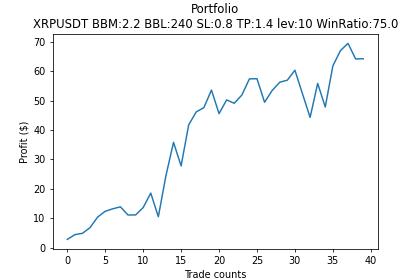 Portfolio
XRPUSDT BBM:2.2 BBL:240 SL:0.8 TP:1.4 lev:10 WinRatio:75.0
70
60
50
40
30
20
10
0
Profit ($)
0 5 10 15 20 25 30 35 40
Trade counts